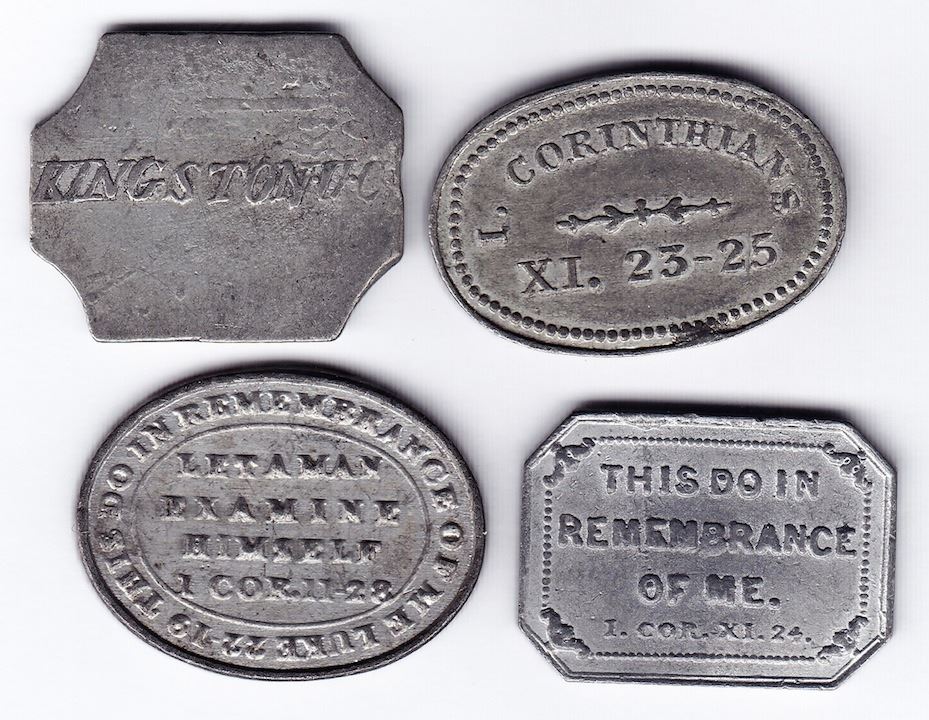 KINGSTON U·C
I. CORINTHIANS
XI. 23-25
THIS DO IN REMEMBRANCE OF ME LUKE 22-19
LET A MAN
EXAMINE
HIMSELF
1 COR. 11-28
THIS DO IN
REMEMBRANCE
OF ME.
I. COR. XI. 24.